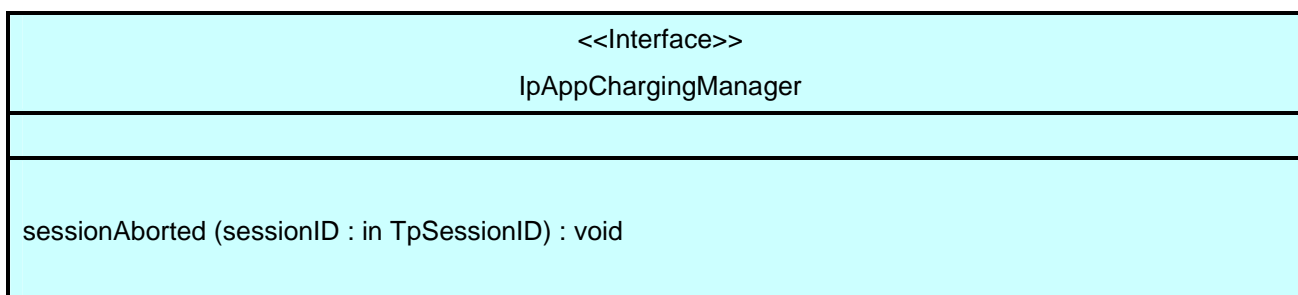 <<Interface>>
IpAppChargingManager
sessionAborted (sessionID : in TpSessionID) : void